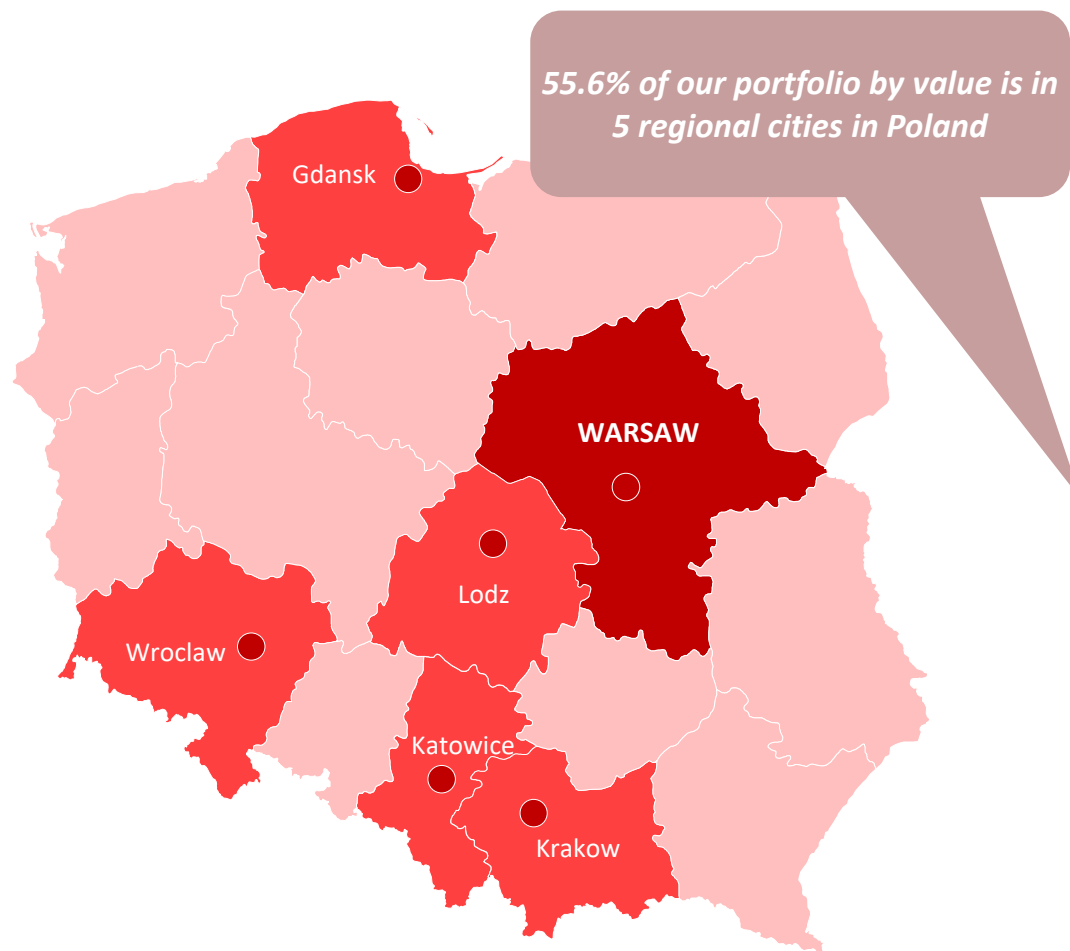 55.6% of our portfolio by value is in
5 regional cities in Poland
Gdansk
WARSAW
Lodz
Wroclaw
Katowice
Krakow